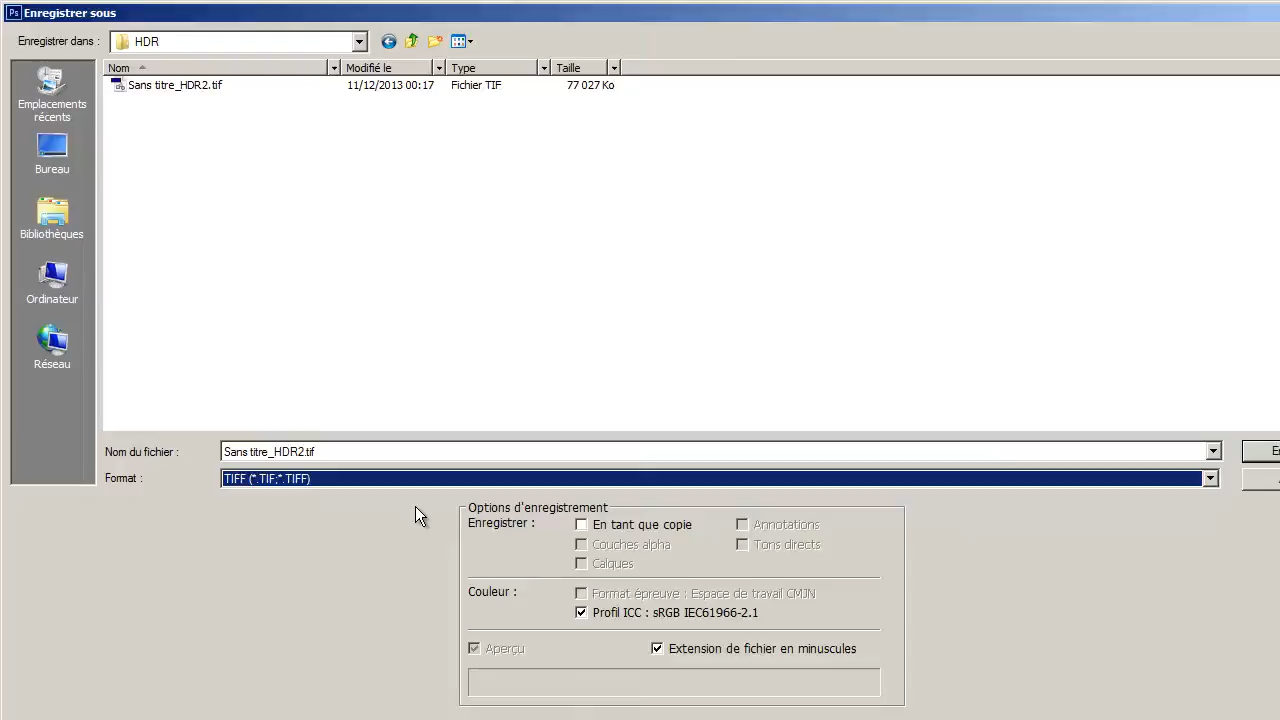 Ps Enregistrer sous
Enregistrer dans : HDR
Nom Modifié le Type Taille
Sans titre_HDR2.tif 11/12/2013 00:17 Fichier TIF 77 027 Ko
Emplacements
récents
Bureau
Bibliothèques
Ordinateur
Réseau
Nom du fichier : Sans titre_HDR2.tif
Format : TIFF (*.TIF;*.TIFF)
Options d'enregistrement
Enregistrer : En tant que copie Annotations
Couches alpha Tons directs
Calques
Couleur : Format épreuve : Espace de travail CMJN
Profil ICC : sRGB IEC61966-2.1
Aperçu Extension de fichier en minuscules